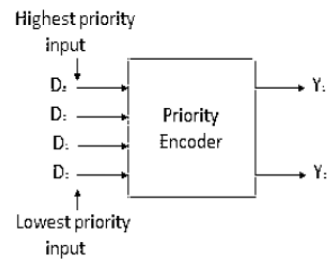 Highest priority
input
D
Y
D
Priority
D
Encoder
D
Y
Lowest priority
input